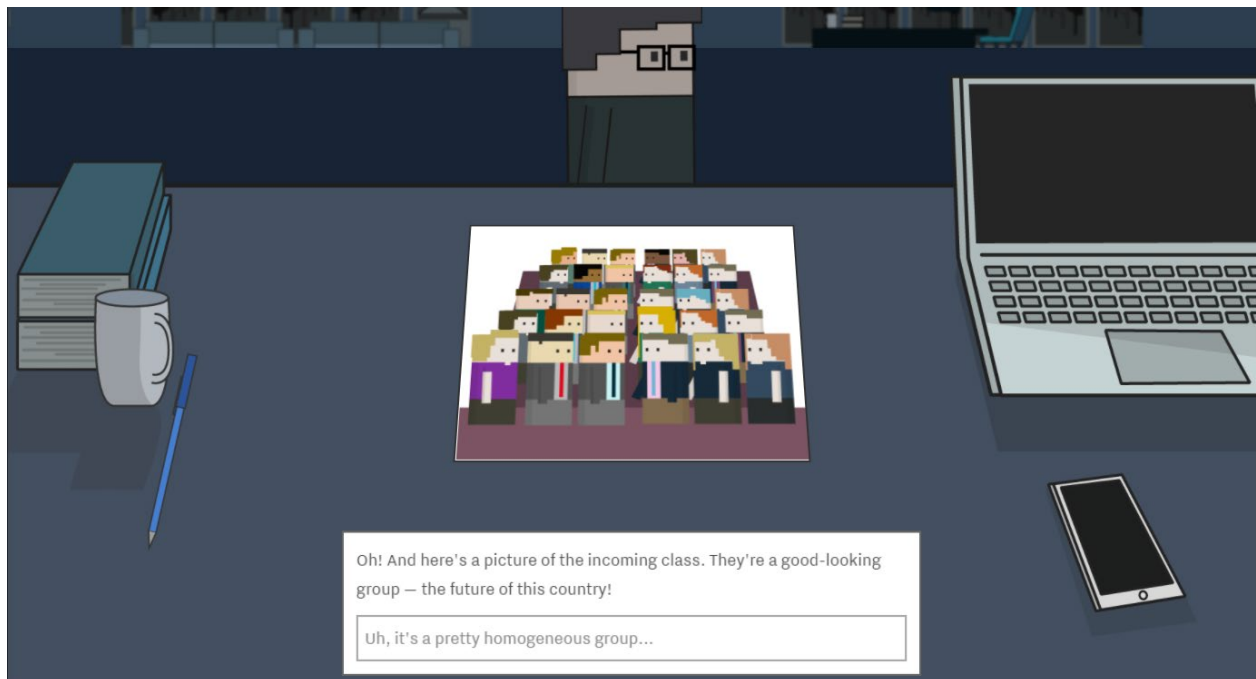 Oh! And here's a picture of the incoming class. They're a good-looking
group — the future of this country!
Uh, it's a pretty homogeneous group...